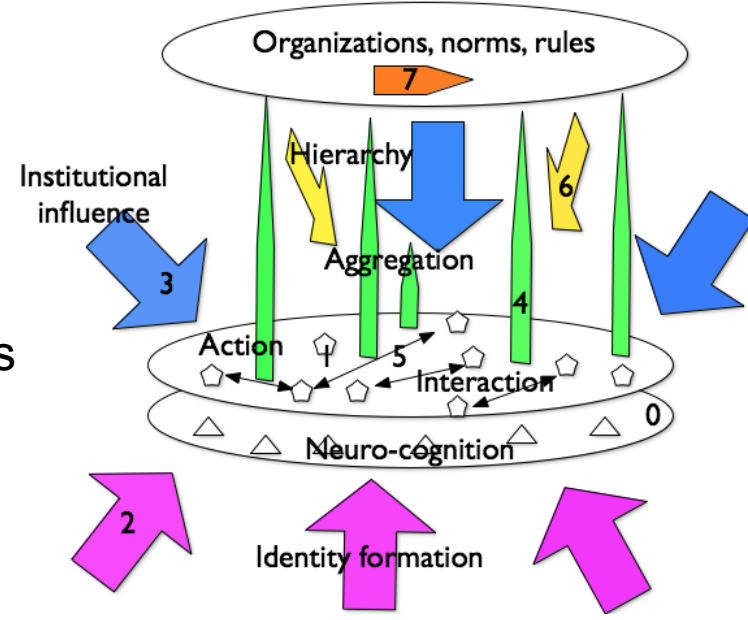 Organizations, norms, rules
7
Hierarchy
Institutional
influence
6
3
Aggregation
4
s
Action
1
5
Interaction
0
Neuro-cognition
2
Identity formation